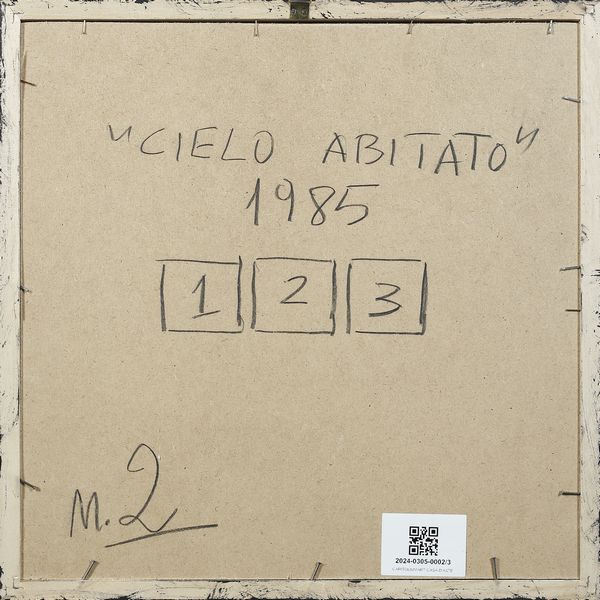 "CIELO ABITATO"
1985
1 2 3
M. 2
2024-0305-0002/3